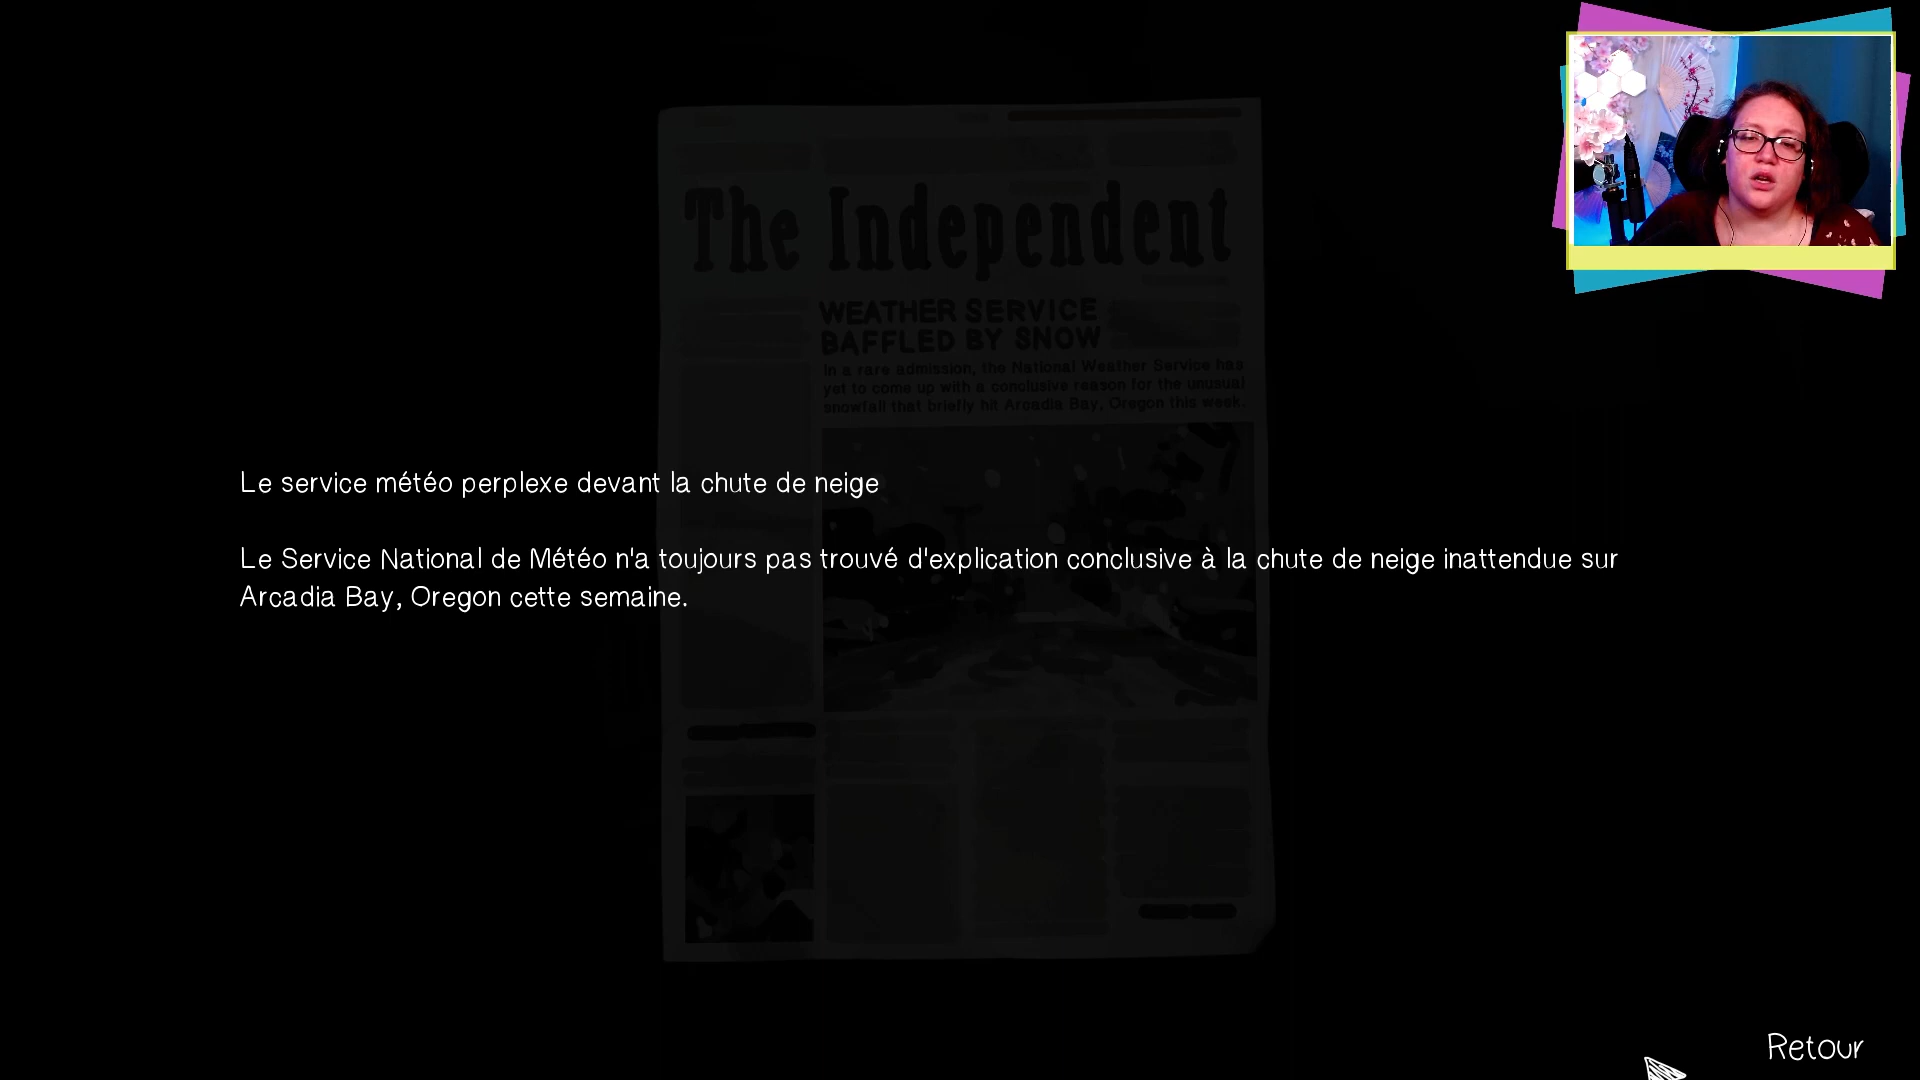 The Independent
WEATHER SERVICE
BAFFLED BY SNOW
In a rare admission, the National Weather Service has
yet to come up with a conclusive reason for the unusual
snowfall that briefly hit Arcadia Bay, Oregon this week.
Le service météo perplexe devant la chute de neige
Le Service National de Météo n'a toujours pas trouvé d'explication conclusive à la chute de neige inattendue sur
Arcadia Bay, Oregon cette semaine.
Retour